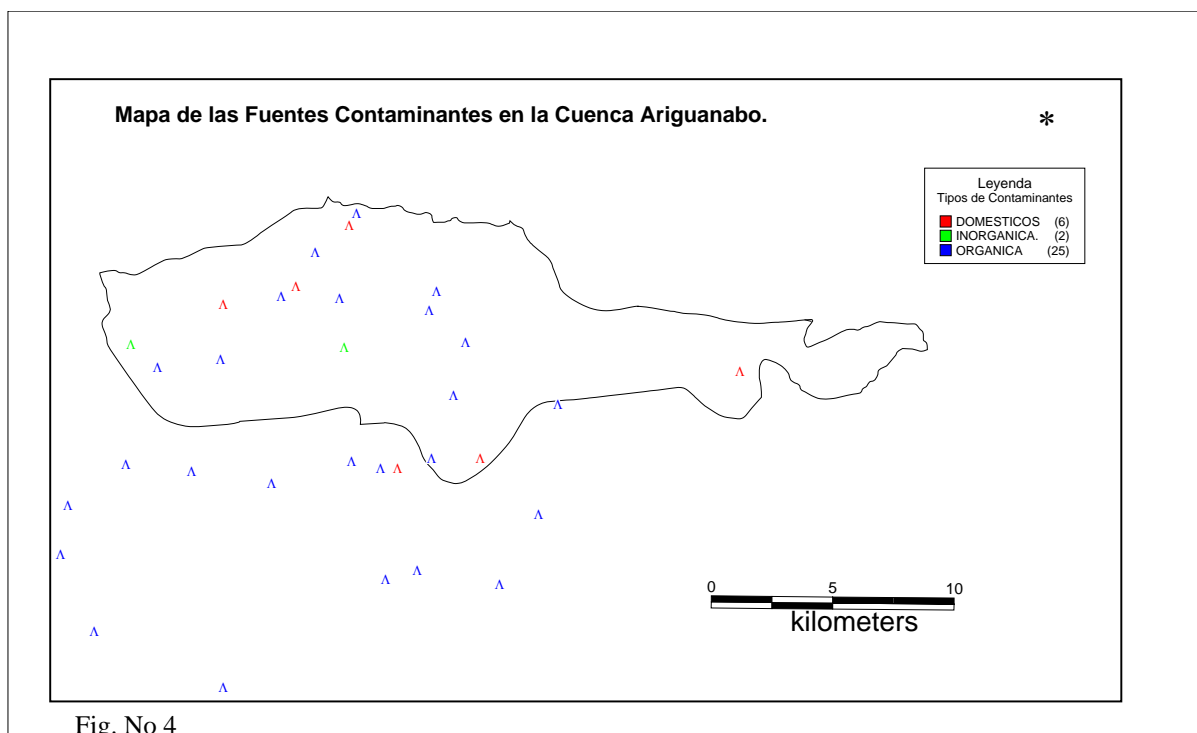 Mapa de las Fuentes Contaminantes en la Cuenca Ariguanabo.
*
Leyenda
Tipos de Contaminantes
DOMESTICOS (6)
INORGANICA. (2)
ORGANICA (25)
0 5 10
kilometers
Fig. No 4